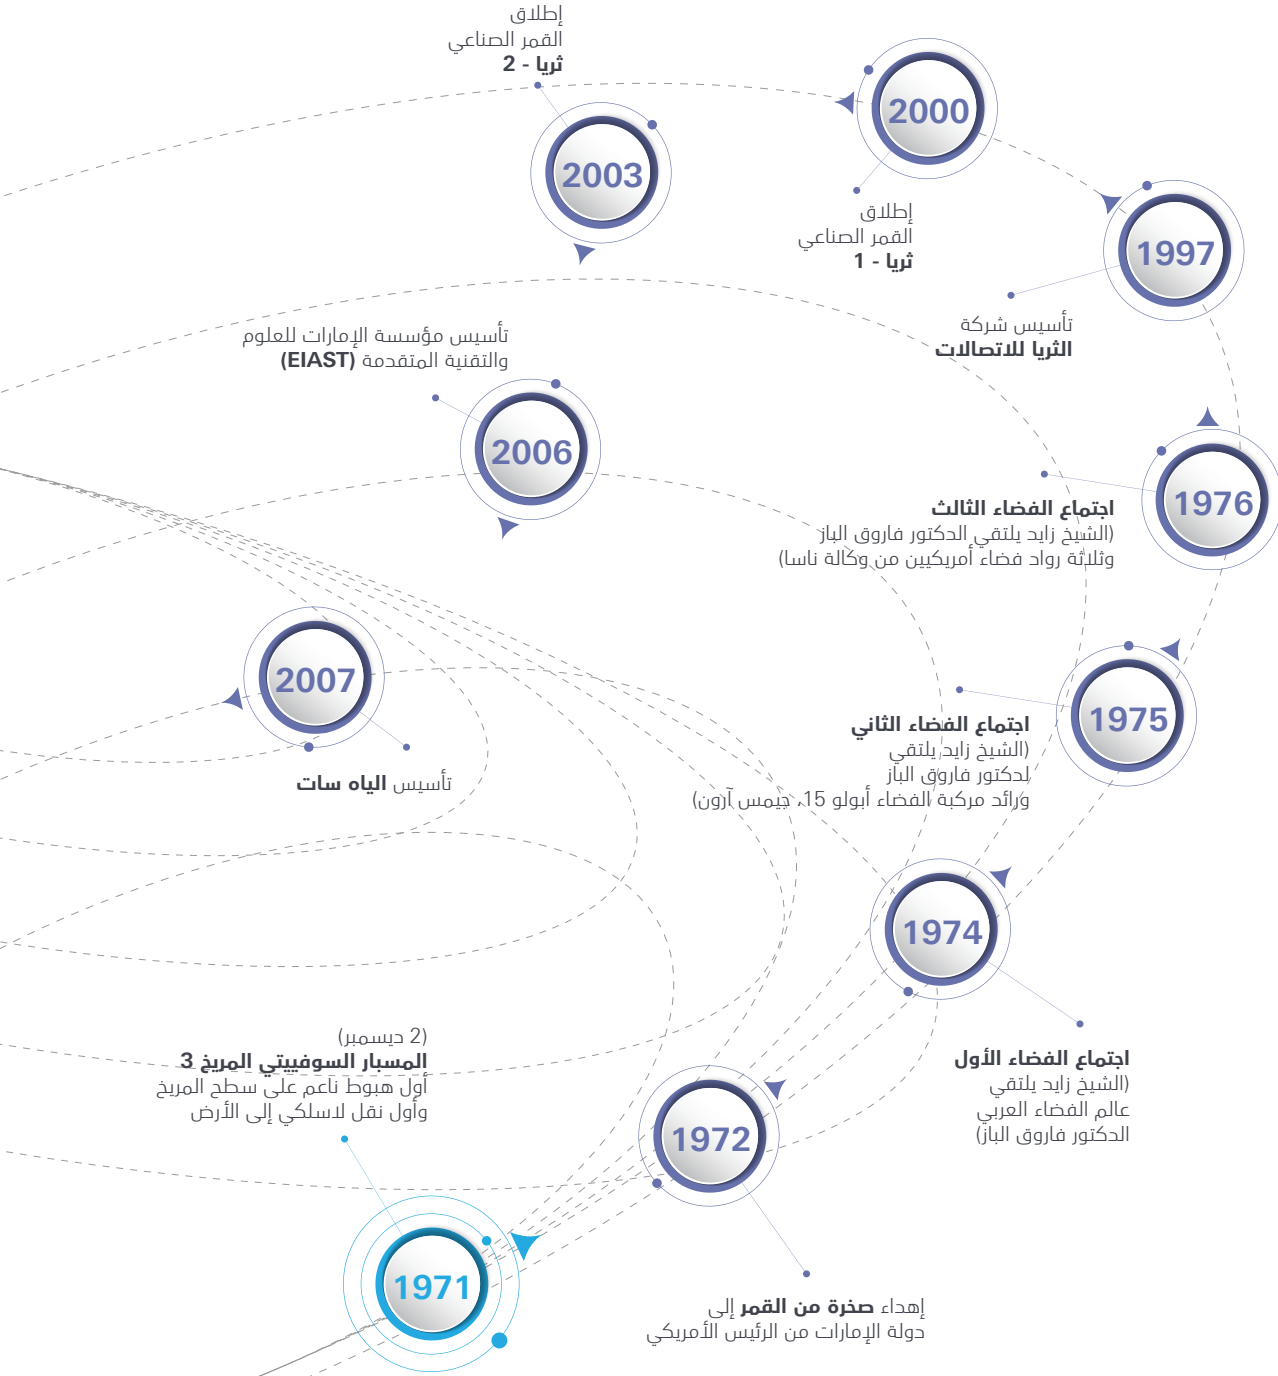 إطلاق
القمر الصناعي
ثريا - 2
2003
2000
إطلاق
القمر الصناعي
ثريا - 1
1997
تأسيس شركة
الثريا للاتصالات
تأسيس مؤسسة الإمارات للعلوم
والتقنية المتقدمة (EIAST)
2006
1976
اجتماع الفضاء الثالث
(الشيخ زايد يلتقي الدكتور فاروق الباز
وثلاثة رواد فضاء أمريكيين من وكالة ناسا)
2007
تأسيس الياه سات
1975
اجتماع الفضاء الثاني
(الشيخ زايد يلتقي
لدكتور فاروق الباز
ورائد مركبة الفضاء أبولو 15، جيمس آرون)
1974
اجتماع الفضاء الأول
(الشيخ زايد يلتقي
عالم الفضاء العربي
الدكتور فاروق الباز)
(2 ديسمبر)
المسبار السوفييتي المريخ 3
أول هبوط ناعم على سطح المريخ
وأول نقل لاسلكي إلى الأرض
1972
إهداء صخرة من القمر إلى
دولة الإمارات من الرئيس الأمريكي
1971